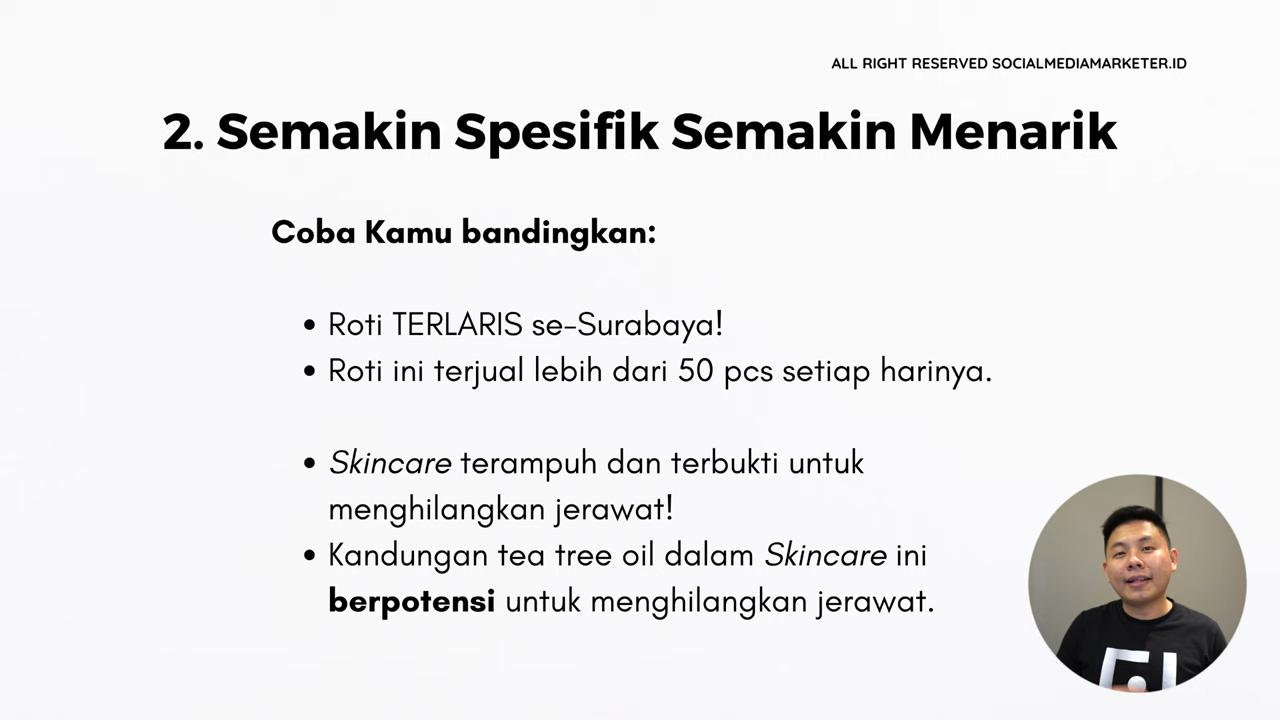 ALL RIGHT RESERVED SOCIALMEDIAMARKETER.ID
2. Semakin Spesifik Semakin Menarik
Coba Kamu bandingkan:
• Roti TERLARIS se-Surabaya!
• Roti ini terjual lebih dari 50 pcs setiap harinya.
• Skincare terampuh dan terbukti untuk
menghilangkan jerawat!
• Kandungan tea tree oil dalam Skincare ini
berpotensi untuk menghilangkan jerawat.